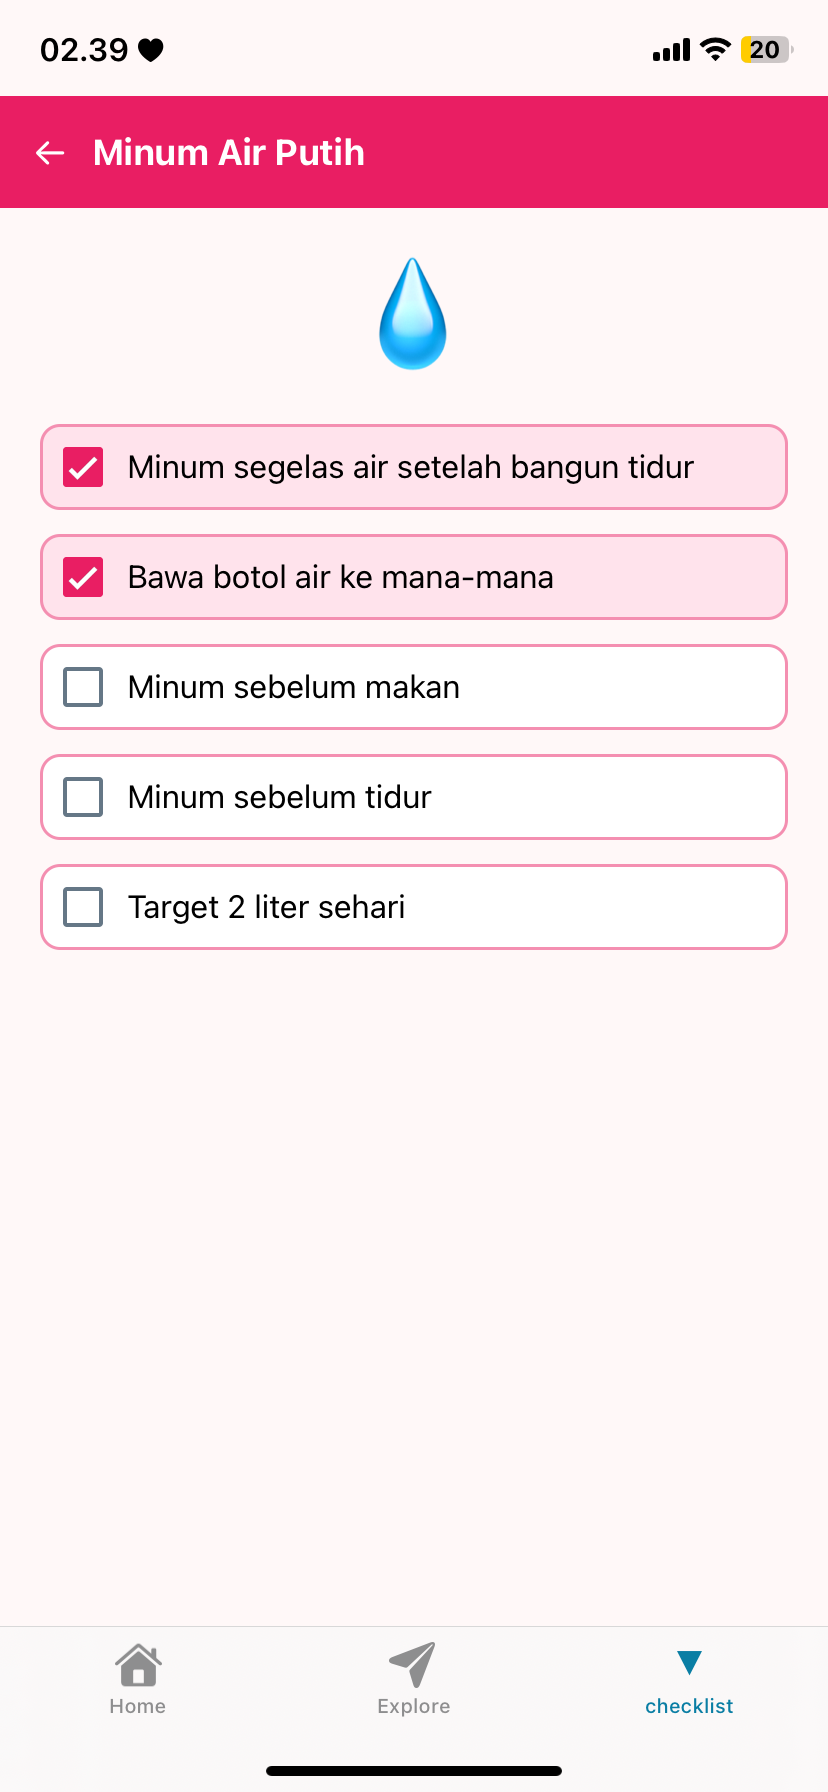 02.39
20
Minum Air Putih
Minum segelas air setelah bangun tidur
Bawa botol air ke mana-mana
Minum sebelum makan
Minum sebelum tidur
Target 2 liter sehari
Home
Explore
checklist